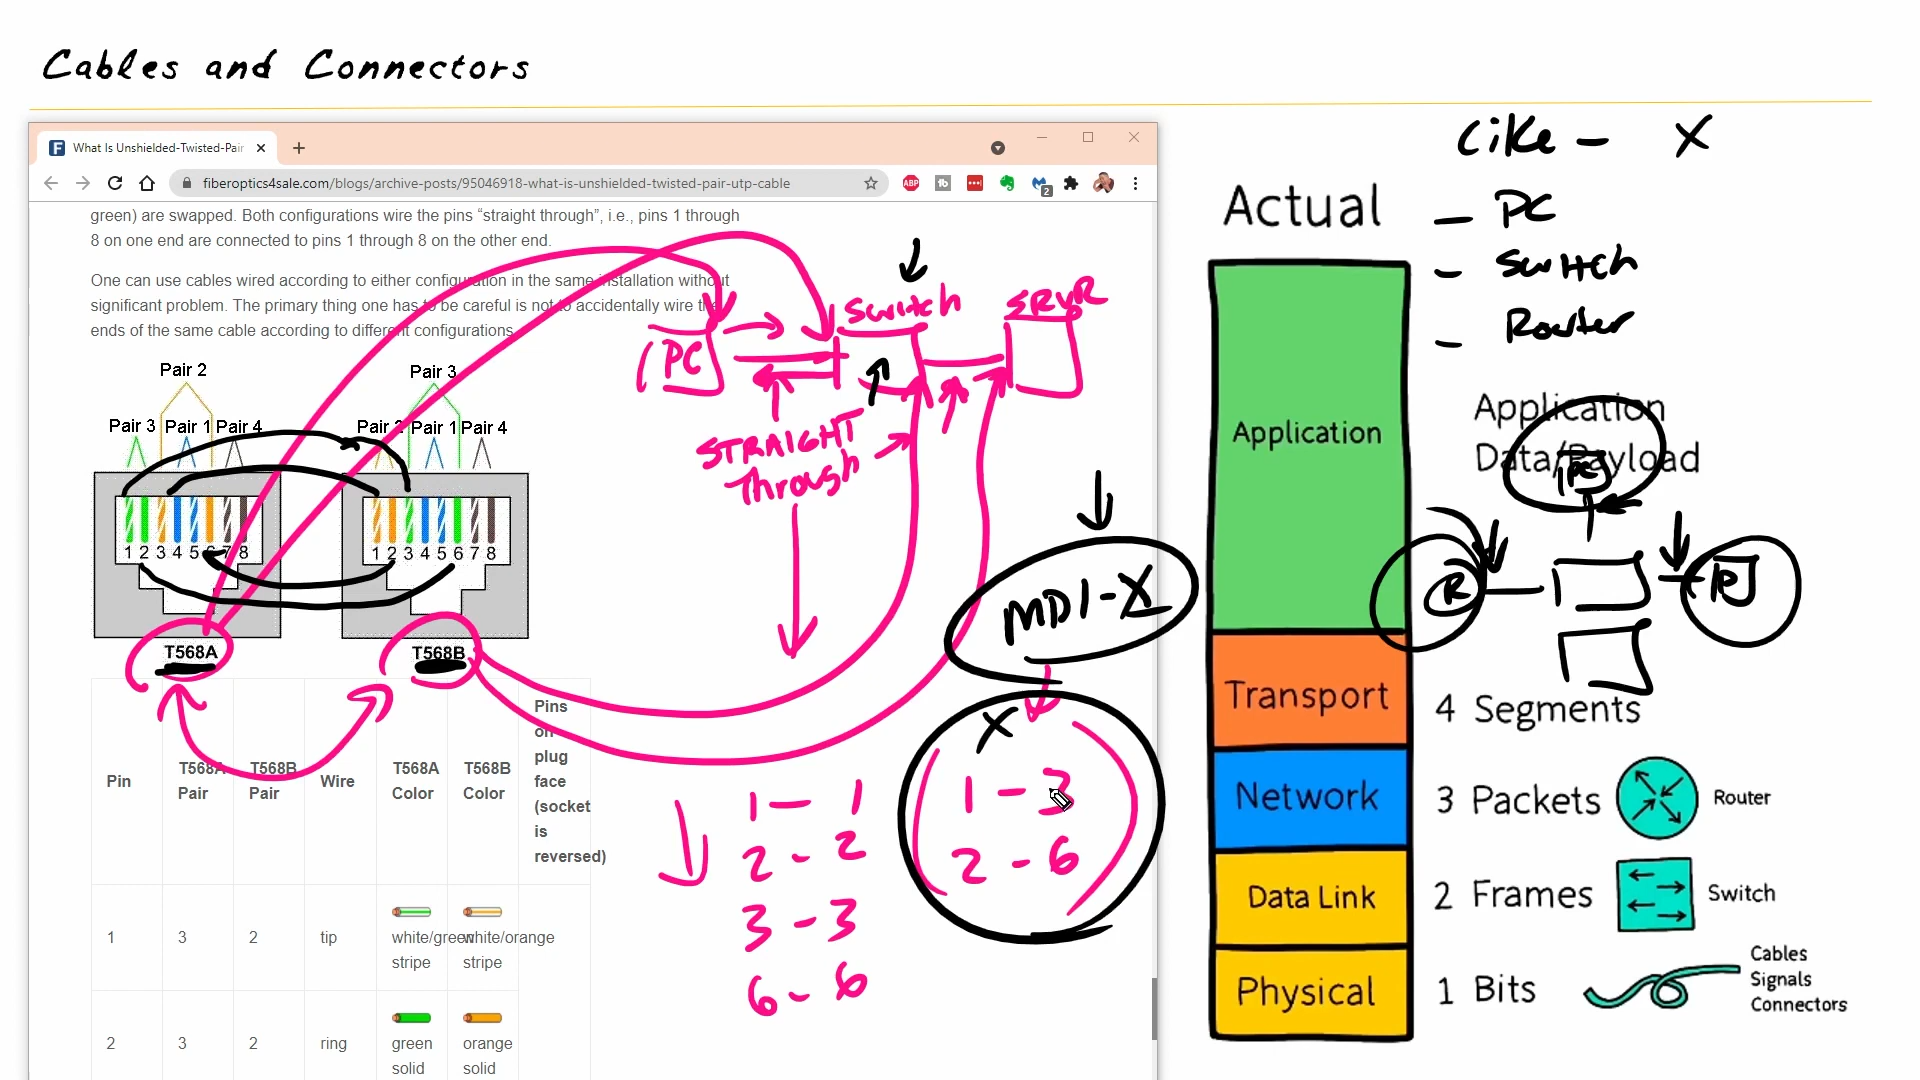 Cables and Connectors
What Is Unshielded-Twisted-Pair
fiberoptics4sale.com/blogs/archive-posts/95046918-what-is-unshielded-twisted-pair-utp-cable
ABP
2
green) are swapped. Both configurations wire the pins “straight through”, i.e., pins 1 through
8 on one end are connected to pins 1 through 8 on the other end.
One can use cables wired according to either configuration in the same installation without
significant problem. The primary thing one has to be careful is not to accidentally wire the
ends of the same cable according to different configurations.
Pair 2
Pair 3
Pair 3 Pair 1 Pair 4
Pair 2 Pair 1 Pair 4
1 2 3 4 5 6 7 8
1 2 3 4 5 6 7 8
T568A
T568B
Pin
T568A Pair
T568B Pair
Wire
T568A Color
T568B Color
Pins
on
plug
face
(socket
is
reversed)
1 3 2 tip
white/green
stripe
white/orange
stripe
2 3 2 ring
green
solid
orange
solid
PC
Switch
SRVR
STRAIGHT
Through
MDI-X
X
1 - 3
2 - 6
1 - 1
2 - 2
3 - 3
6 - 6
Like - X
- PC
- Switch
- Router
Actual
Application
Application
Data/Payload
PC
R
Transport
4 Segments
Network
3 Packets
Router
Data Link
2 Frames
Switch
Physical
1 Bits
Cables
Signals
Connectors